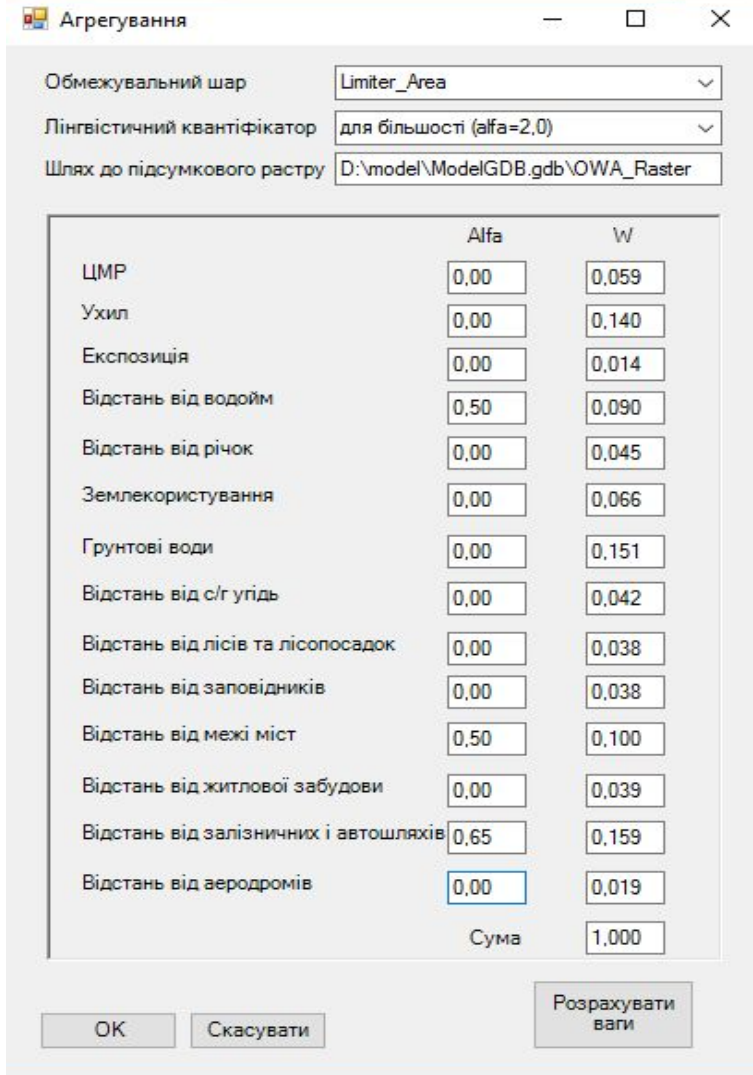 Агрегування
Обмежувальний шар Limiter_Area
Лінгвістичний квантіфікатор для більшості (alfa=2,0)
Шлях до підсумкового растру D:\model\ModelGDB.gdb\OWA_Raster
Alfa W
ЦМР 0,00 0,059
Ухил 0,00 0,140
Експозиція 0,00 0,014
Відстань від водойм 0,50 0,090
Відстань від річок 0,00 0,045
Землекористування 0,00 0,066
Грунтові води 0,00 0,151
Відстань від с/г угідь 0,00 0,042
Відстань від лісів та лісопосадок 0,00 0,038
Відстань від заповідників 0,00 0,038
Відстань від межі міст 0,50 0,100
Відстань від житлової забудови 0,00 0,039
Відстань від залізничних і автошляхів 0,65 0,159
Відстань від аеродромів 0,00 0,019
Сума 1,000
OK Скасувати Розрахувати
ваги